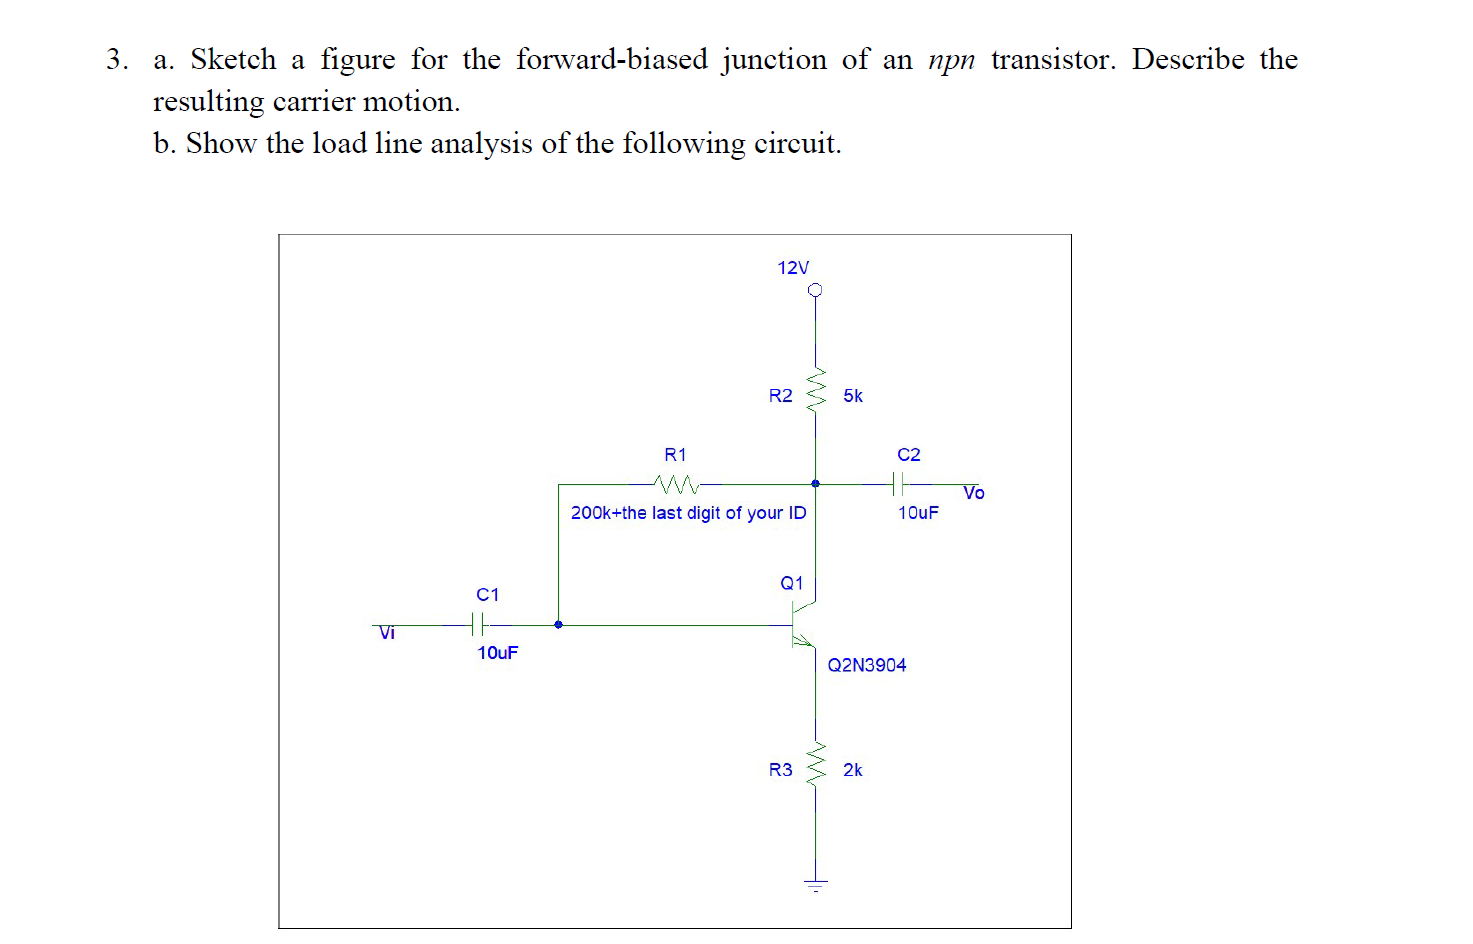 3. a. Sketch a figure for the forward-biased junction of an npn transistor. Describe the
resulting carrier motion.
b. Show the load line analysis of the following circuit.
12V
R2 5k
R1
C2
200k+the last digit of your ID
Vo
10uF
Q1
C1
Vi
10uF
Q2N3904
R3 2k